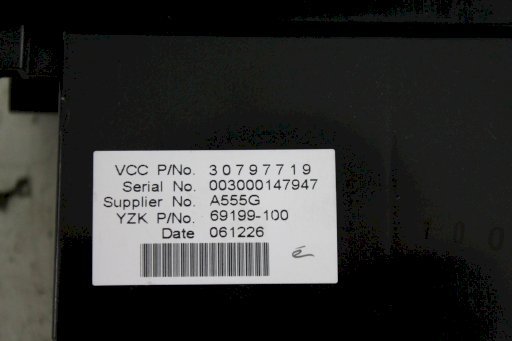 VCC P/No. 30797719
Serial No. 003000147947
Supplier No. A555G
YZK P/No. 69199-100
Date 061226